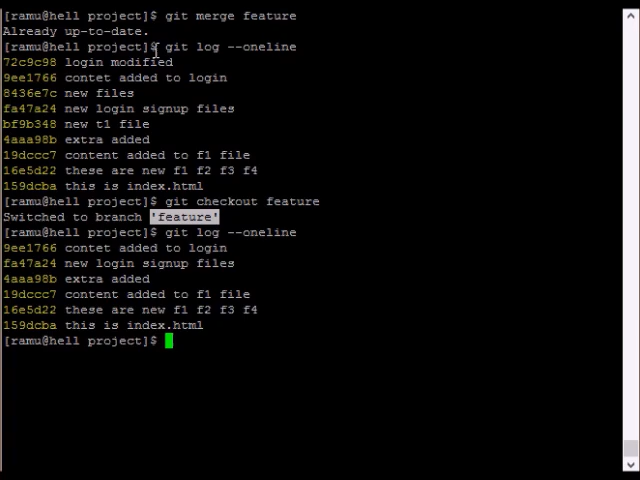 [ramu@hell project]$ git merge feature
Already up-to-date.
[ramu@hell project]$ git log --oneline
72c9c98 login modified
9ee1766 contet added to login
8436e7c new files
fa47a24 new login signup files
bf9b348 new t1 file
4aaa98b extra added
19dccc7 content added to f1 file
16e5d22 these are new f1 f2 f3 f4
159dcba this is index.html
[ramu@hell project]$ git checkout feature
Switched to branch 'feature'
[ramu@hell project]$ git log --oneline
9ee1766 contet added to login
fa47a24 new login signup files
4aaa98b extra added
19dccc7 content added to f1 file
16e5d22 these are new f1 f2 f3 f4
159dcba this is index.html
[ramu@hell project]$